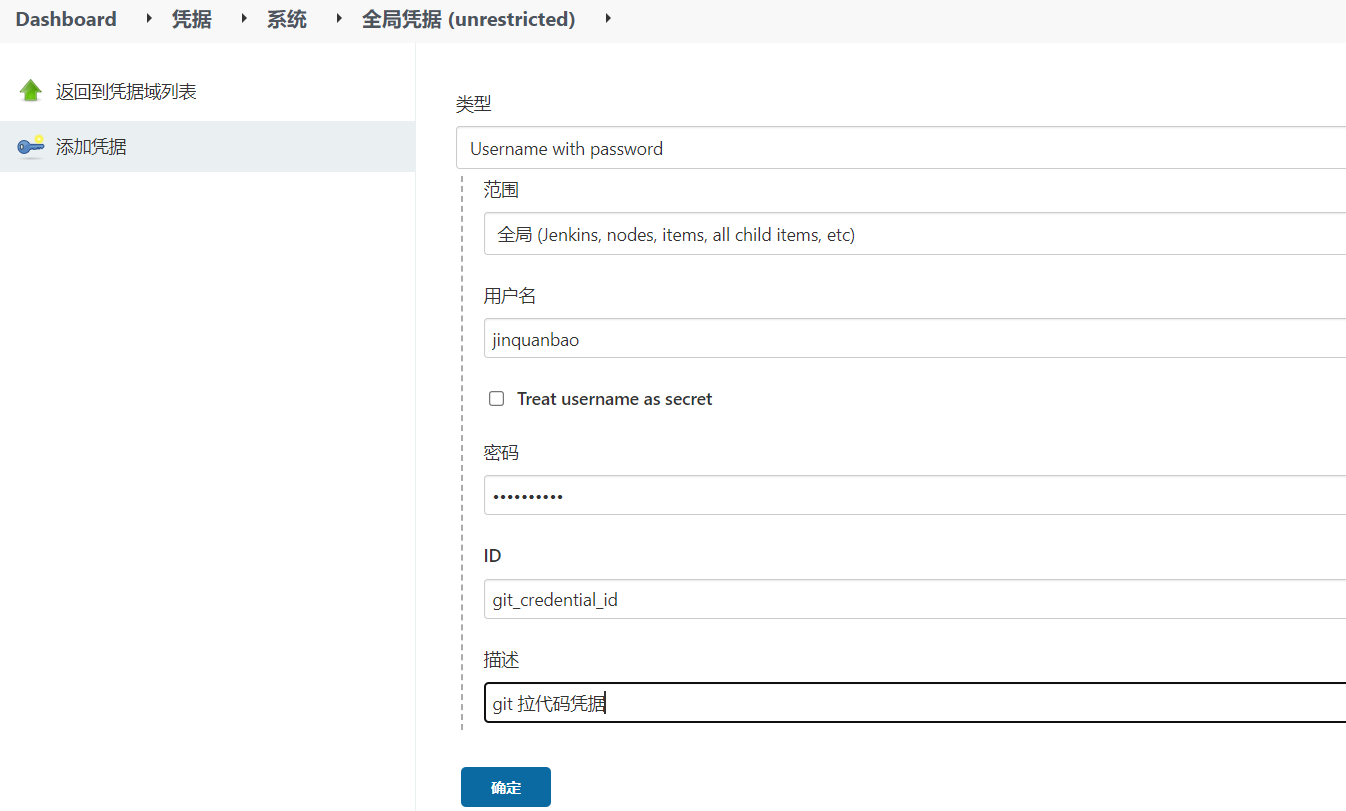 Dashboard 凭据 系统 全局凭据 (unrestricted)
返回到凭据域列表
添加凭据
类型
Username with password
范围
全局 (Jenkins, nodes, items, all child items, etc)
用户名
jinquanbao
Treat username as secret
密码
••••••••••
ID
git_credential_id
描述
git 拉代码凭据
确定